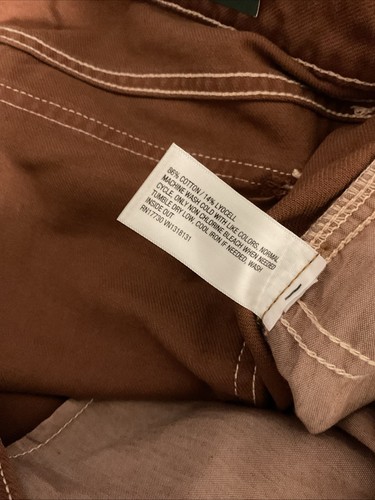 86% COTTON / 14% LYOCELL
MACHINE WASH COLD WITH LIKE COLORS, NORMAL
CYCLE, ONLY NON CHLORINE BLEACH WHEN NEEDED
TUMBLE DRY LOW, COOL IRON IF NEEDED, WASH
INSIDE OUT
RN17730 VN1318131